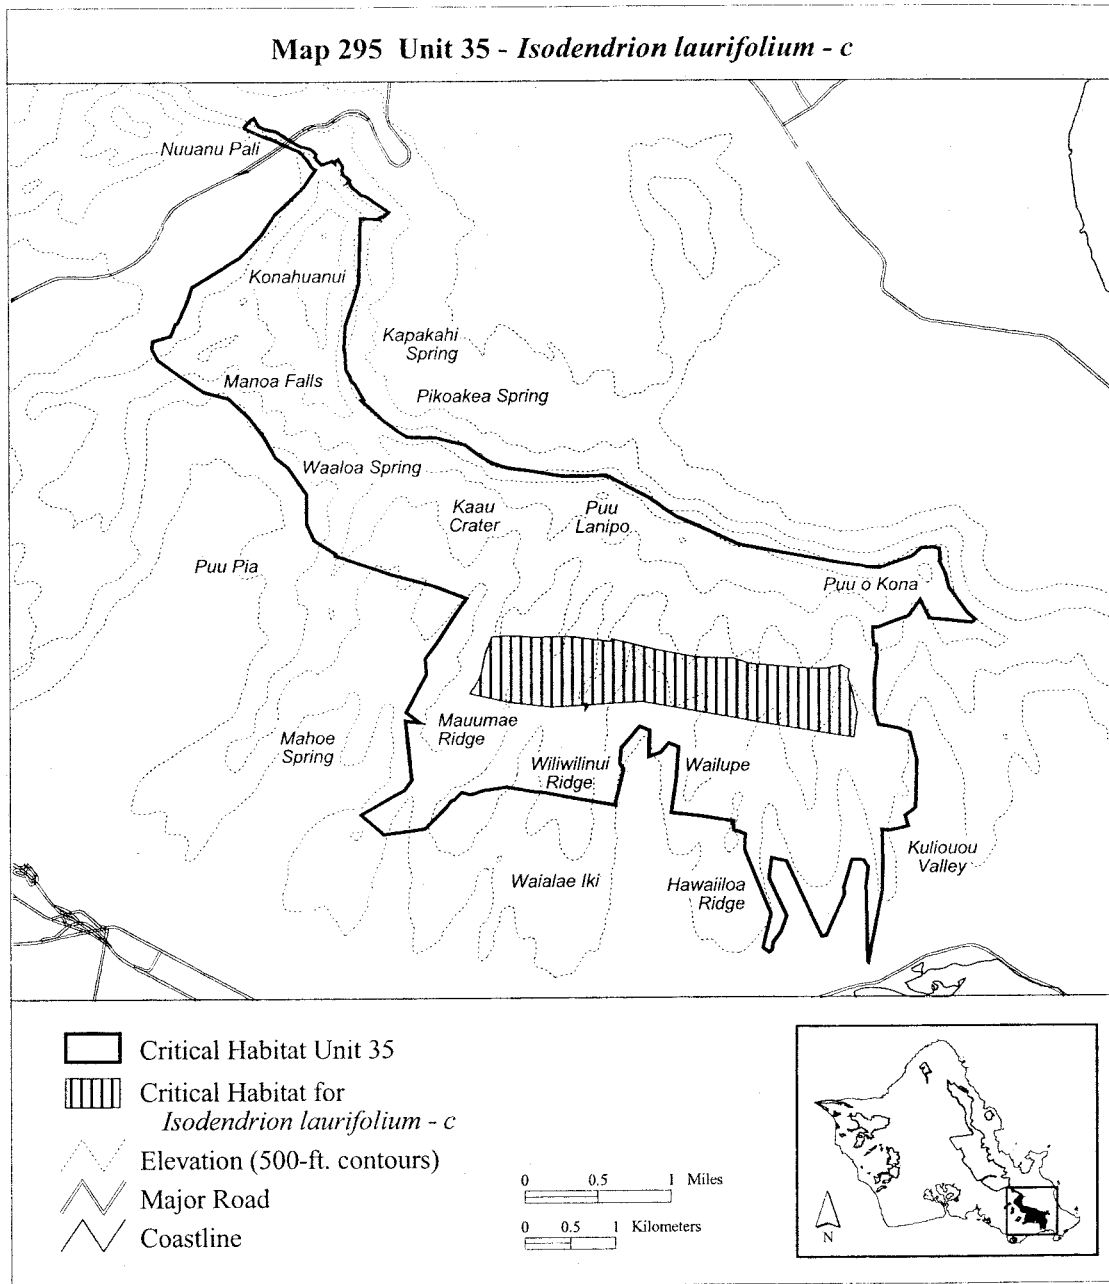 Map 295 Unit 35 - Isodendrion laurifolium - c
Nuuanu Pali
Konahuanui
Kapakahi
Spring
Manoa Falls
Pikoakea Spring
Waaloa Spring
Kaau
Crater
Puu
Lanipo
Puu Pia
Puu o Kona
Mauumae
Ridge
Mahoe
Spring
Wiliwilinui
Ridge
Wailupe
Kuliouou
Valley
Waialae Iki
Hawaiiloa
Ridge
Critical Habitat Unit 35
Critical Habitat for
Isodendrion laurifolium - c
Elevation (500-ft. contours)
Major Road
Coastline
0 0.5 1 Miles
0 0.5 1 Kilometers
N